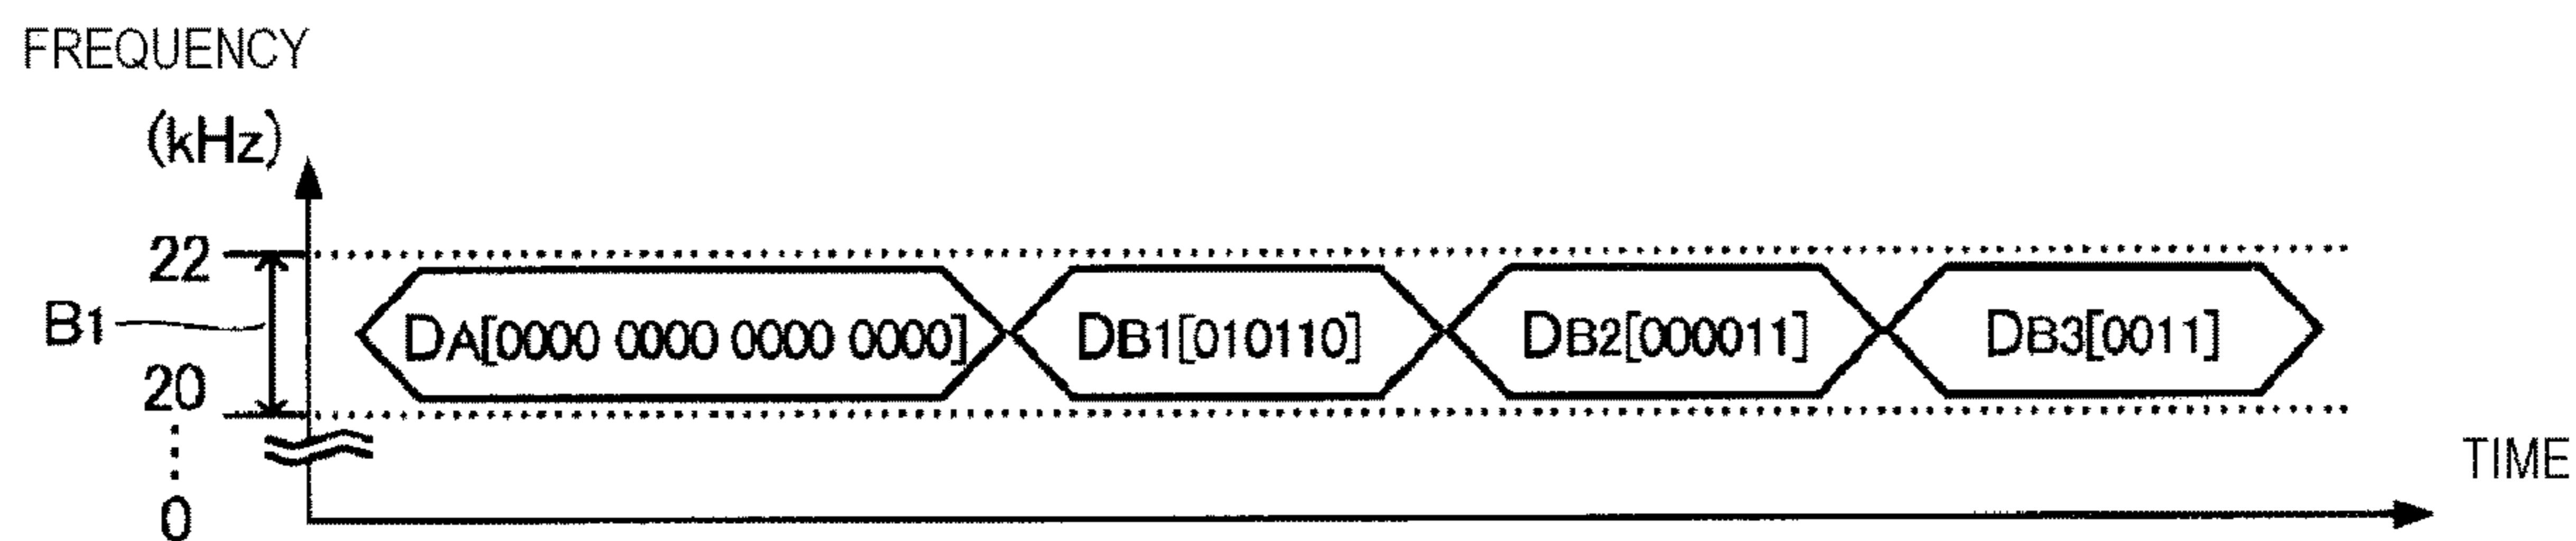 FREQUENCY
(kHz)
22
B1
20
0
DA[0000 0000 0000 0000]
DB1[010110]
DB2[000011]
DB3[0011]
TIME